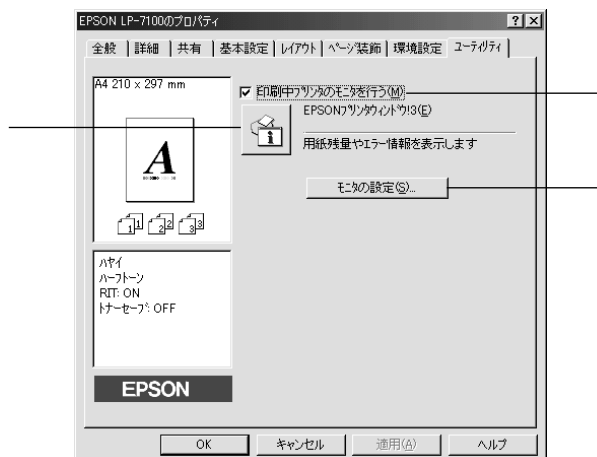 EPSON LP-7100のプロパティ
? ×
全般 詳細 共有 基本設定 レイアウト ページ装飾 環境設定 ユーティリティ
A4 210 x 297 mm
A
1 1 2 2 3 3
ハヤイ
ハーフトーン
RIT: ON
トナーセーブ: OFF
EPSON
印刷中プリンタのモニタを行う(M)
EPSONプリンタウィンドウ!3(E)
用紙残量やエラー情報を表示します
モニタの設定(S)...
OK キャンセル 適用(A) ヘルプ